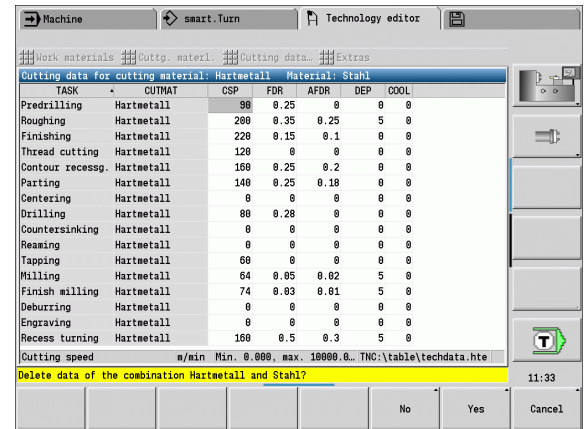 Machine smart.Turn Technology editor
Work materials Cuttg. materl. Cutting data… Extras
Cutting data for cutting material: Hartmetall Material: Stahl
TASK CUTMAT CSP FDR AFDR DEP COOL
Predrilling Hartmetall 90 0.25 0 0 0
Roughing Hartmetall 200 0.35 0.25 5 0
Finishing Hartmetall 220 0.15 0.1 0 0
Thread cutting Hartmetall 120 0 0 0 0
Contour recessg. Hartmetall 160 0.25 0.2 0 0
Parting Hartmetall 140 0.25 0.18 0 0
Centering Hartmetall 0 0 0 0 0
Drilling Hartmetall 80 0.28 0 0 0
Countersinking Hartmetall 0 0 0 0 0
Reaming Hartmetall 0 0 0 0 0
Tapping Hartmetall 60 0 0 0 0
Milling Hartmetall 64 0.05 0.02 5 0
Finish milling Hartmetall 74 0.03 0.01 5 0
Deburring Hartmetall 0 0 0 0 0
Engraving Hartmetall 0 0 0 0 0
Recess turning Hartmetall 160 0.5 0.3 5 0
Cutting speed m/min Min. 0.000, max. 10000.0… TNC:\table\techdata.hte
Delete data of the combination Hartmetall and Stahl?
T
11:33
No Yes Cancel